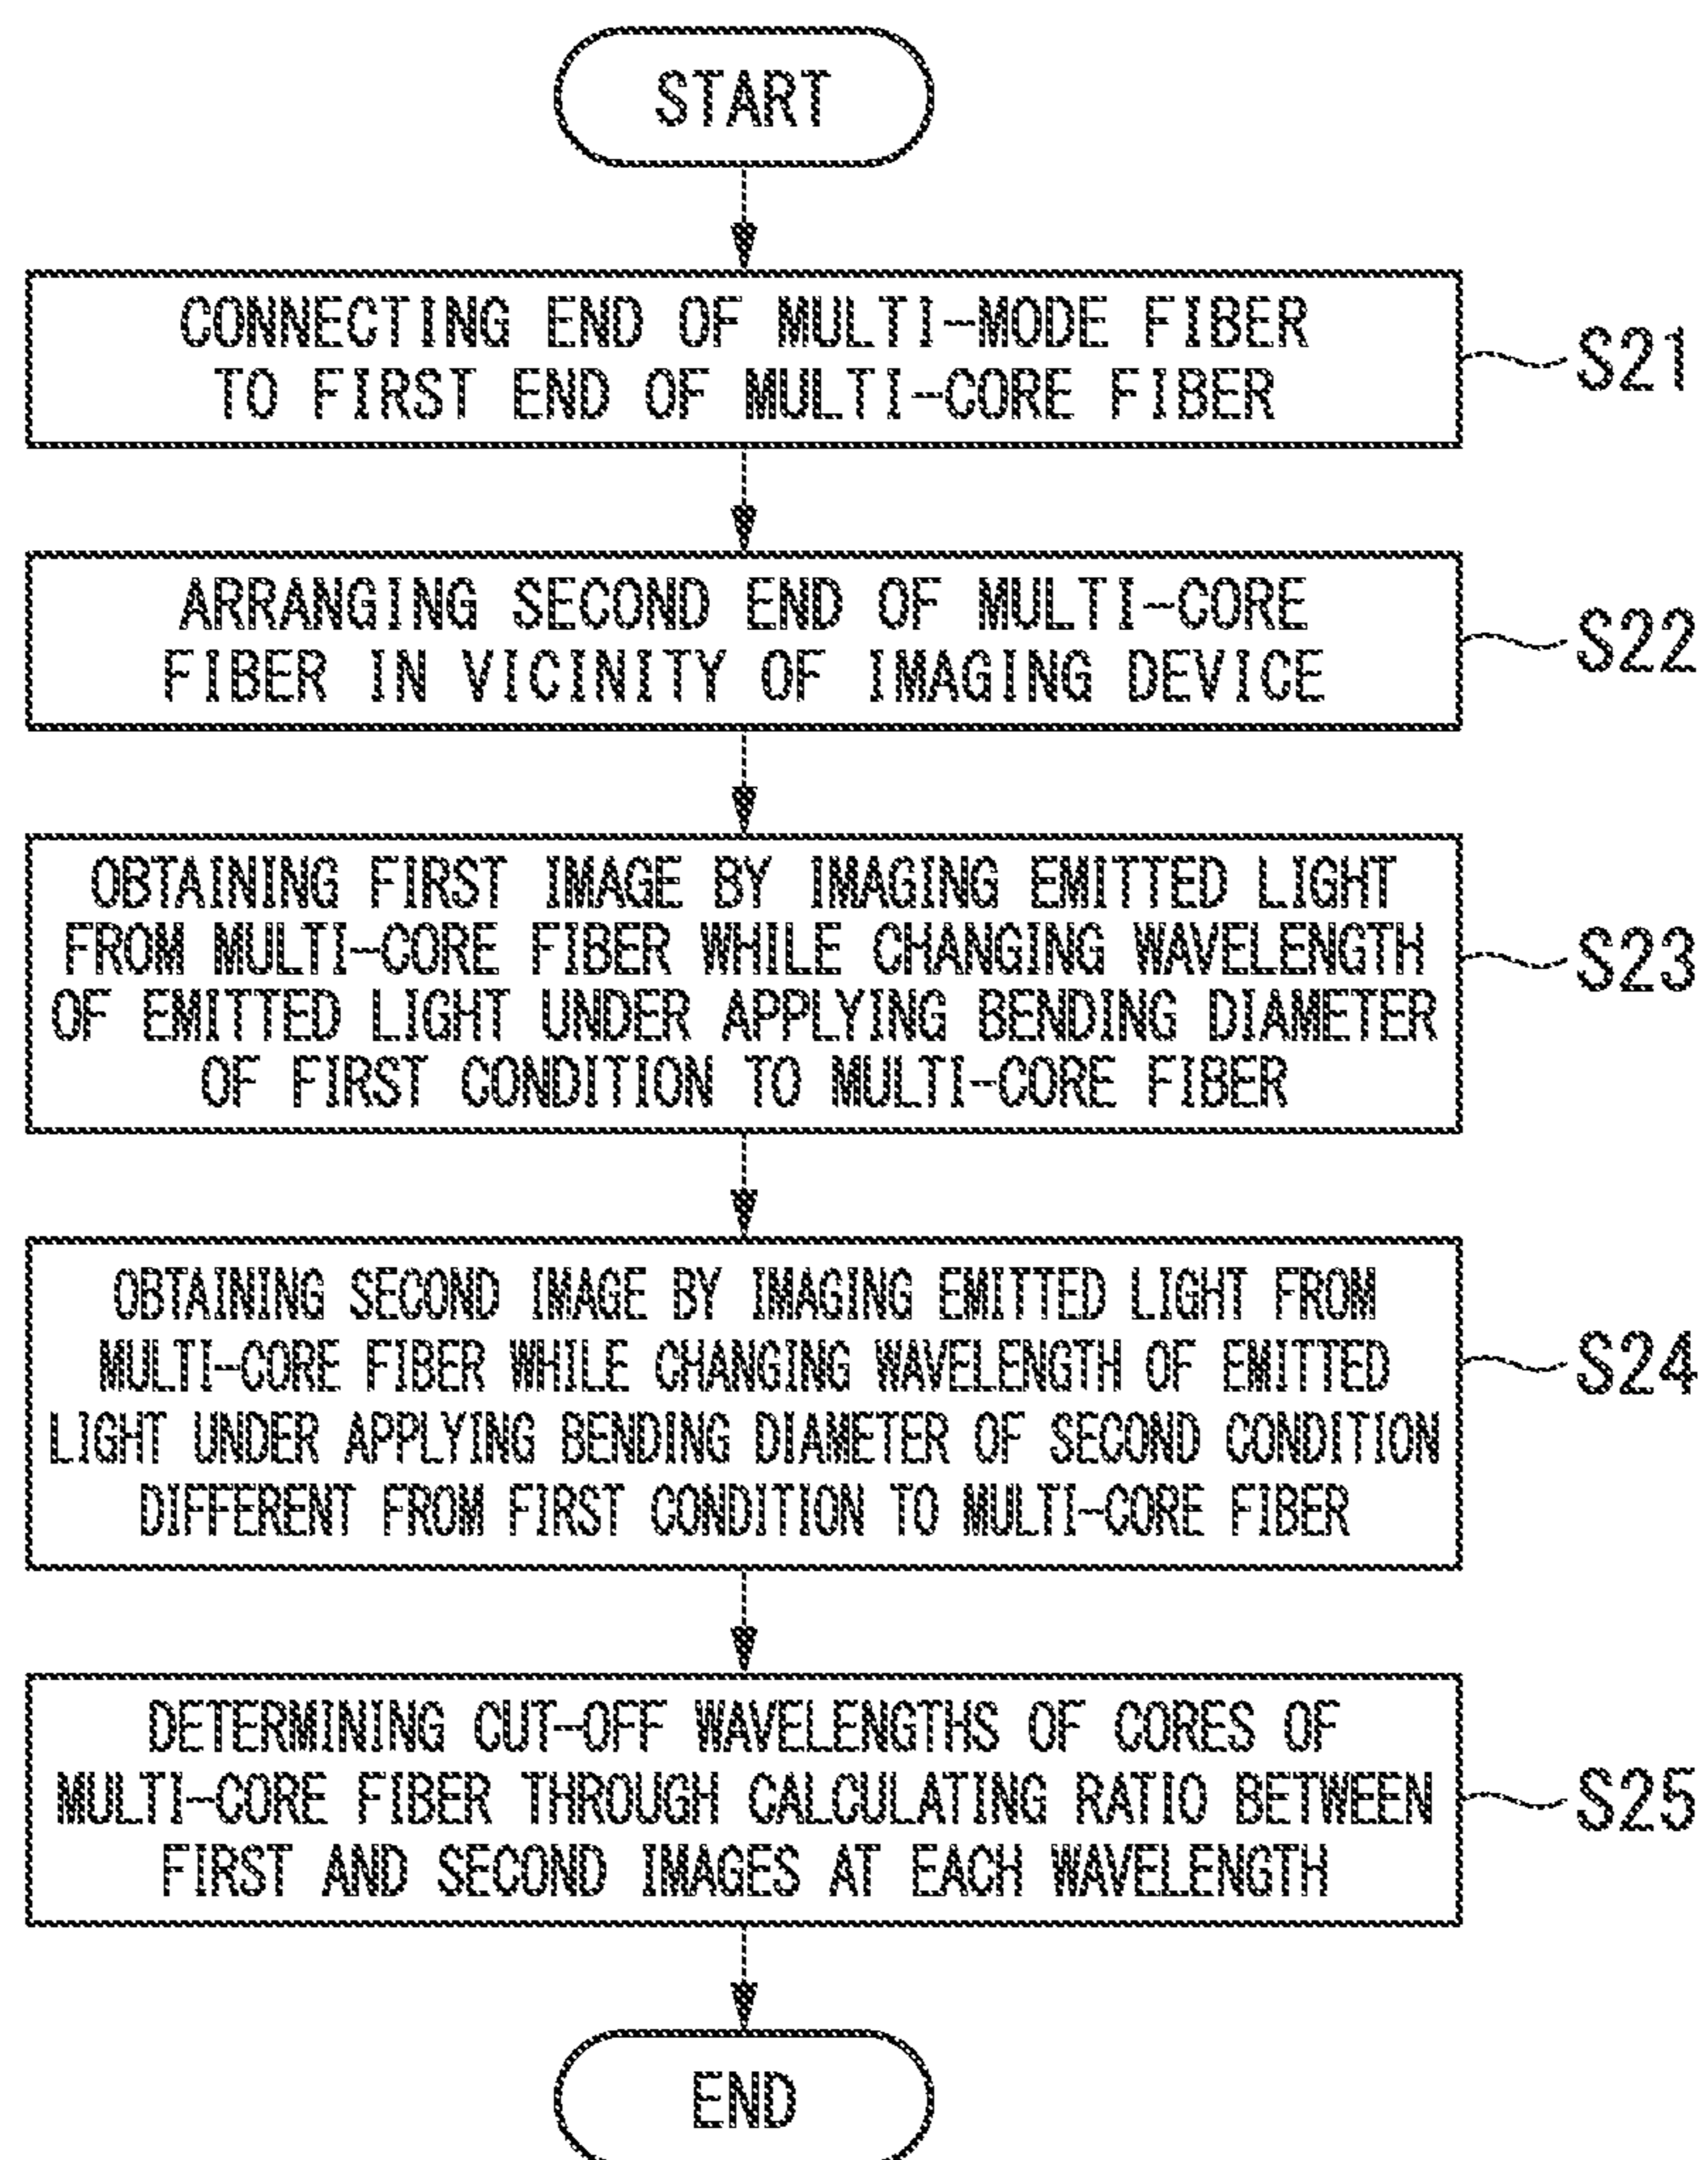 START
CONNECTING END OF MULTI-MODE FIBER
TO FIRST END OF MULTI-CORE FIBER
S21
ARRANGING SECOND END OF MULTI-CORE
FIBER IN VICINITY OF IMAGING DEVICE
S22
OBTAINING FIRST IMAGE BY IMAGING EMITTED LIGHT
FROM MULTI-CORE FIBER WHILE CHANGING WAVELENGTH
OF EMITTED LIGHT UNDER APPLYING BENDING DIAMETER
OF FIRST CONDITION TO MULTI-CORE FIBER
S23
OBTAINING SECOND IMAGE BY IMAGING EMITTED LIGHT FROM
MULTI-CORE FIBER WHILE CHANGING WAVELENGTH OF EMITTED
LIGHT UNDER APPLYING BENDING DIAMETER OF SECOND CONDITION
DIFFERENT FROM FIRST CONDITION TO MULTI-CORE FIBER
S24
DETERMINING CUT-OFF WAVELENGTHS OF CORES OF
MULTI-CORE FIBER THROUGH CALCULATING RATIO BETWEEN
FIRST AND SECOND IMAGES AT EACH WAVELENGTH
S25
END